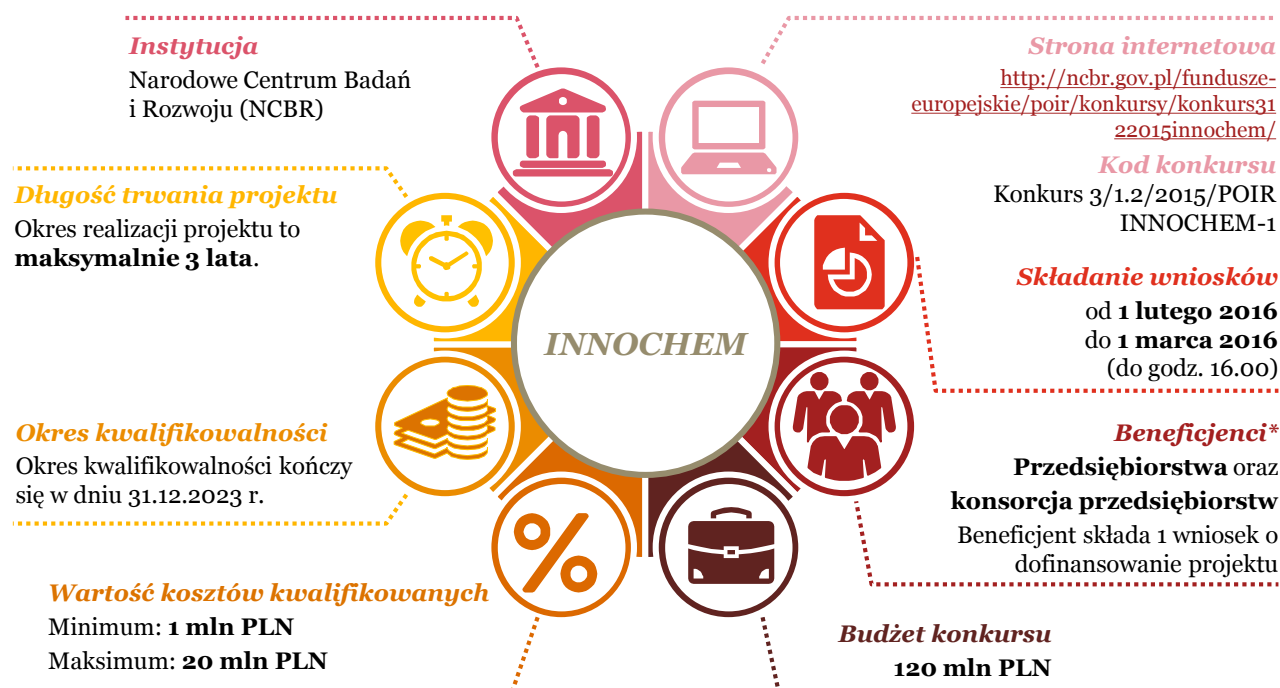 Instytucja
Narodowe Centrum Badań
i Rozwoju (NCBR)
Długość trwania projektu
Okres realizacji projektu to
maksymalnie 3 lata.
Okres kwalifikowalności
Okres kwalifikowalności kończy
się w dniu 31.12.2023 r.
Wartość kosztów kwalifikowanych
Minimum: 1 mln PLN
Maksimum: 20 mln PLN
INNOCHEM
Strona internetowa
http://ncbr.gov.pl/fundusze-
europejskie/poir/konkursy/konkurs31
22015innochem/
Kod konkursu
Konkurs 3/1.2/2015/POIR
INNOCHEM-1
Składanie wniosków
od 1 lutego 2016
do 1 marca 2016
(do godz. 16.00)
Beneficjenci*
Przedsiębiorstwa oraz
konsorcja przedsiębiorstw
Beneficjent składa 1 wniosek o
dofinansowanie projektu
Budżet konkursu
120 mln PLN